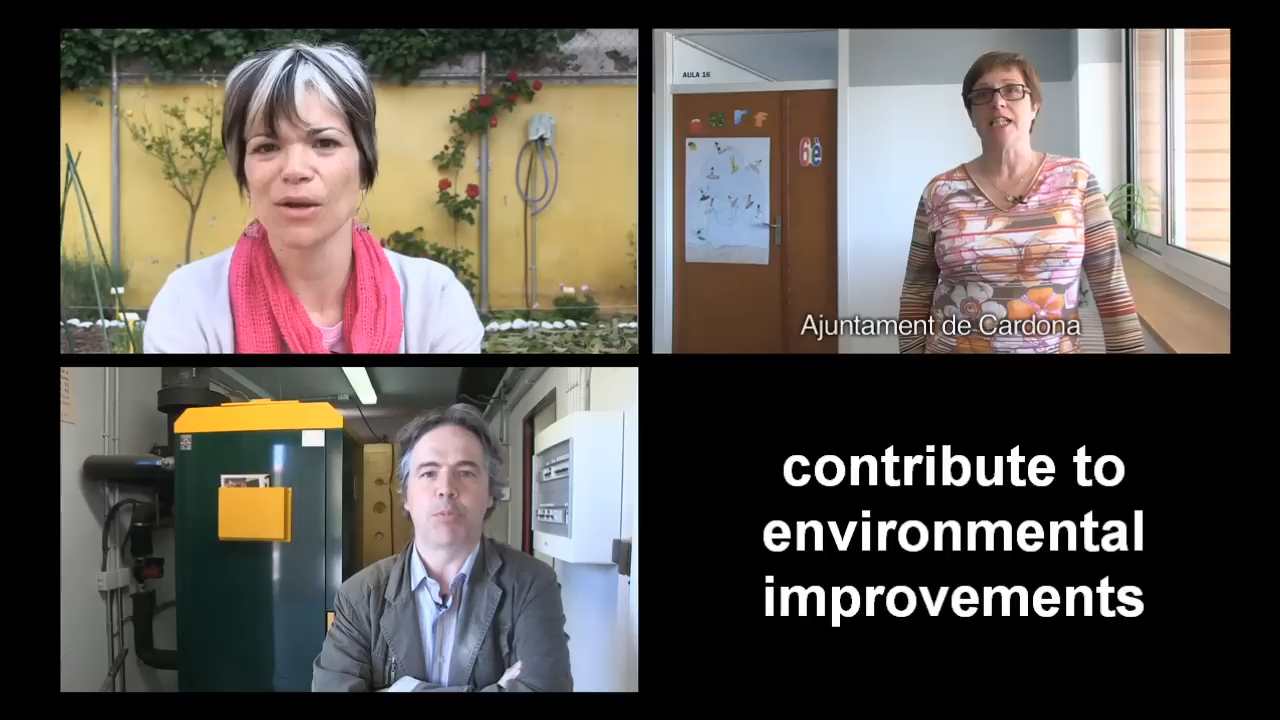 AULA 16
6è
Ajuntament de Cardona
contribute to
environmental
improvements